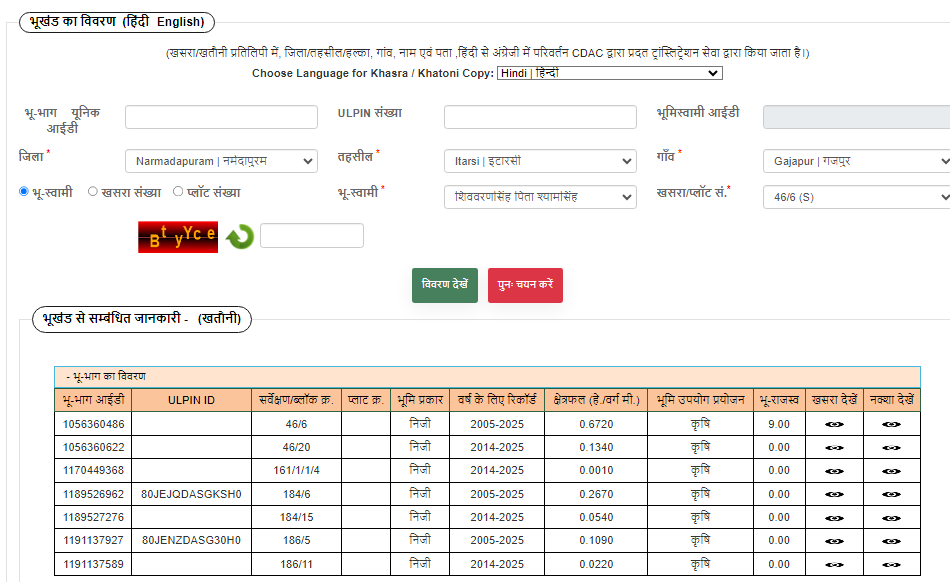 भूखंड का विवरण (हिंदी English)
(खसरा/खतौनी प्रतिलिपी में, जिला/तहसील/हल्का, गांव, नाम एवं पता ,हिंदी से अंग्रेजी में परिवर्तन CDAC द्वारा प्रदत ट्रांस्लिट्रेशन सेवा द्वारा किया जाता है।)
Choose Language for Khasra / Khatoni Copy: Hindi | हिन्दी
भू-भाग यूनिक आईडी ULPIN संख्या भूमिस्वामी आईडी
जिला * Narmadapuram | नर्मदापुरम तहसील * Itarsi | इटारसी गाँव * Gajapur | गजपुर
भू-स्वामी खसरा संख्या प्लॉट संख्या भू-स्वामी * शिववरणसिंह पिता श्यामसिंह खसरा/प्लॉट सं.* 46/6 (S)
BtyYce
विवरण देखें पुनः चयन करें
भूखंड से सम्बंधित जानकारी - (खतौनी)
- भू-भाग का विवरण
भू-भाग आईडी ULPIN ID सर्वेक्षण/ब्लॉक क्र. प्लाट क्र. भूमि प्रकार वर्ष के लिए रिकॉर्ड क्षेत्रफल (हे./वर्ग मी.) भूमि उपयोग प्रयोजन भू-राजस्व खसरा देखें नक्शा देखें
1056360486 46/6 निजी 2005-2025 0.6720 कृषि 9.00
1056360622 46/20 निजी 2014-2025 0.1340 कृषि 0.00
1170449368 161/1/1/4 निजी 2014-2025 0.0010 कृषि 0.00
1189526962 80JEJQDASGKSH0 184/6 निजी 2005-2025 0.2670 कृषि 0.00
1189527276 184/15 निजी 2014-2025 0.0540 कृषि 0.00
1191137927 80JENZDASG30H0 186/5 निजी 2005-2025 0.1090 कृषि 0.00
1191137589 186/11 निजी 2014-2025 0.0220 कृषि 0.00